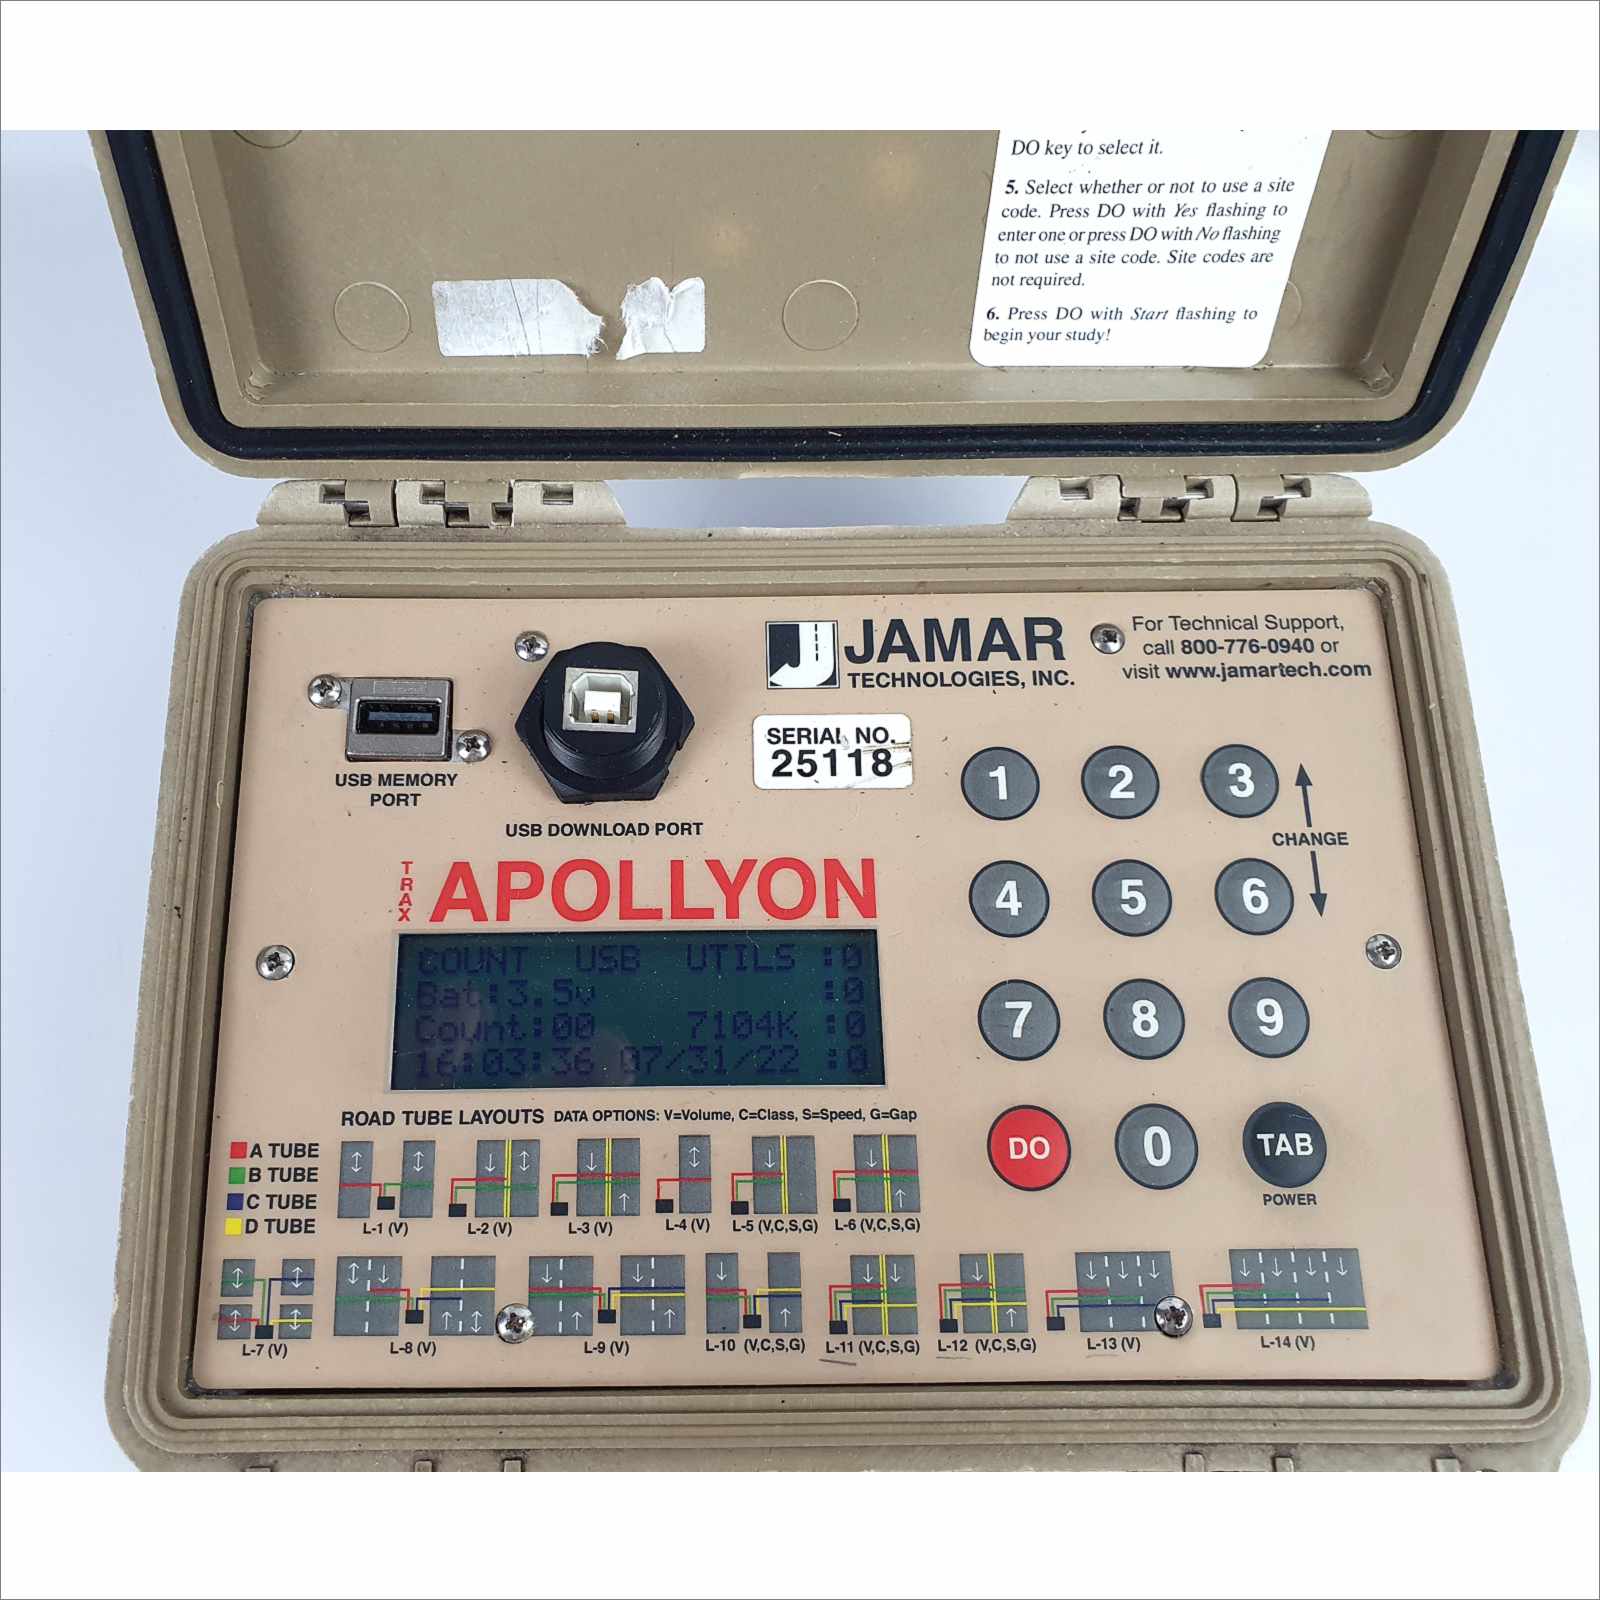 DO key to select it.
5. Select whether or not to use a site
code. Press DO with Yes flashing to
enter one or press DO with No flashing
to not use a site code. Site codes are
not required.
6. Press DO with Start flashing to
begin your study!
JAMAR
TECHNOLOGIES, INC.
For Technical Support,
call 800-776-0940 or
visit www.jamartech.com
USB MEMORY
PORT
USB DOWNLOAD PORT
SERIAL NO.
25118
1 2 3
CHANGE
4 5 6
7 8 9
DO 0 TAB
POWER
TRAX
APOLLYON
COUNT USB UTILS :0
Bat:3.5v :0
Count:00 7104K :0
16:03:36 07/31/22 :0
ROAD TUBE LAYOUTS DATA OPTIONS: V=Volume, C=Class, S=Speed, G=Gap
A TUBE
B TUBE
C TUBE
D TUBE
L-1 (V) L-2 (V) L-3 (V) L-4 (V) L-5 (V,C,S,G) L-6 (V,C,S,G)
L-7 (V) L-8 (V) L-9 (V) L-10 (V,C,S,G) L-11 (V,C,S,G) L-12 (V,C,S,G) L-13 (V) L-14 (V)